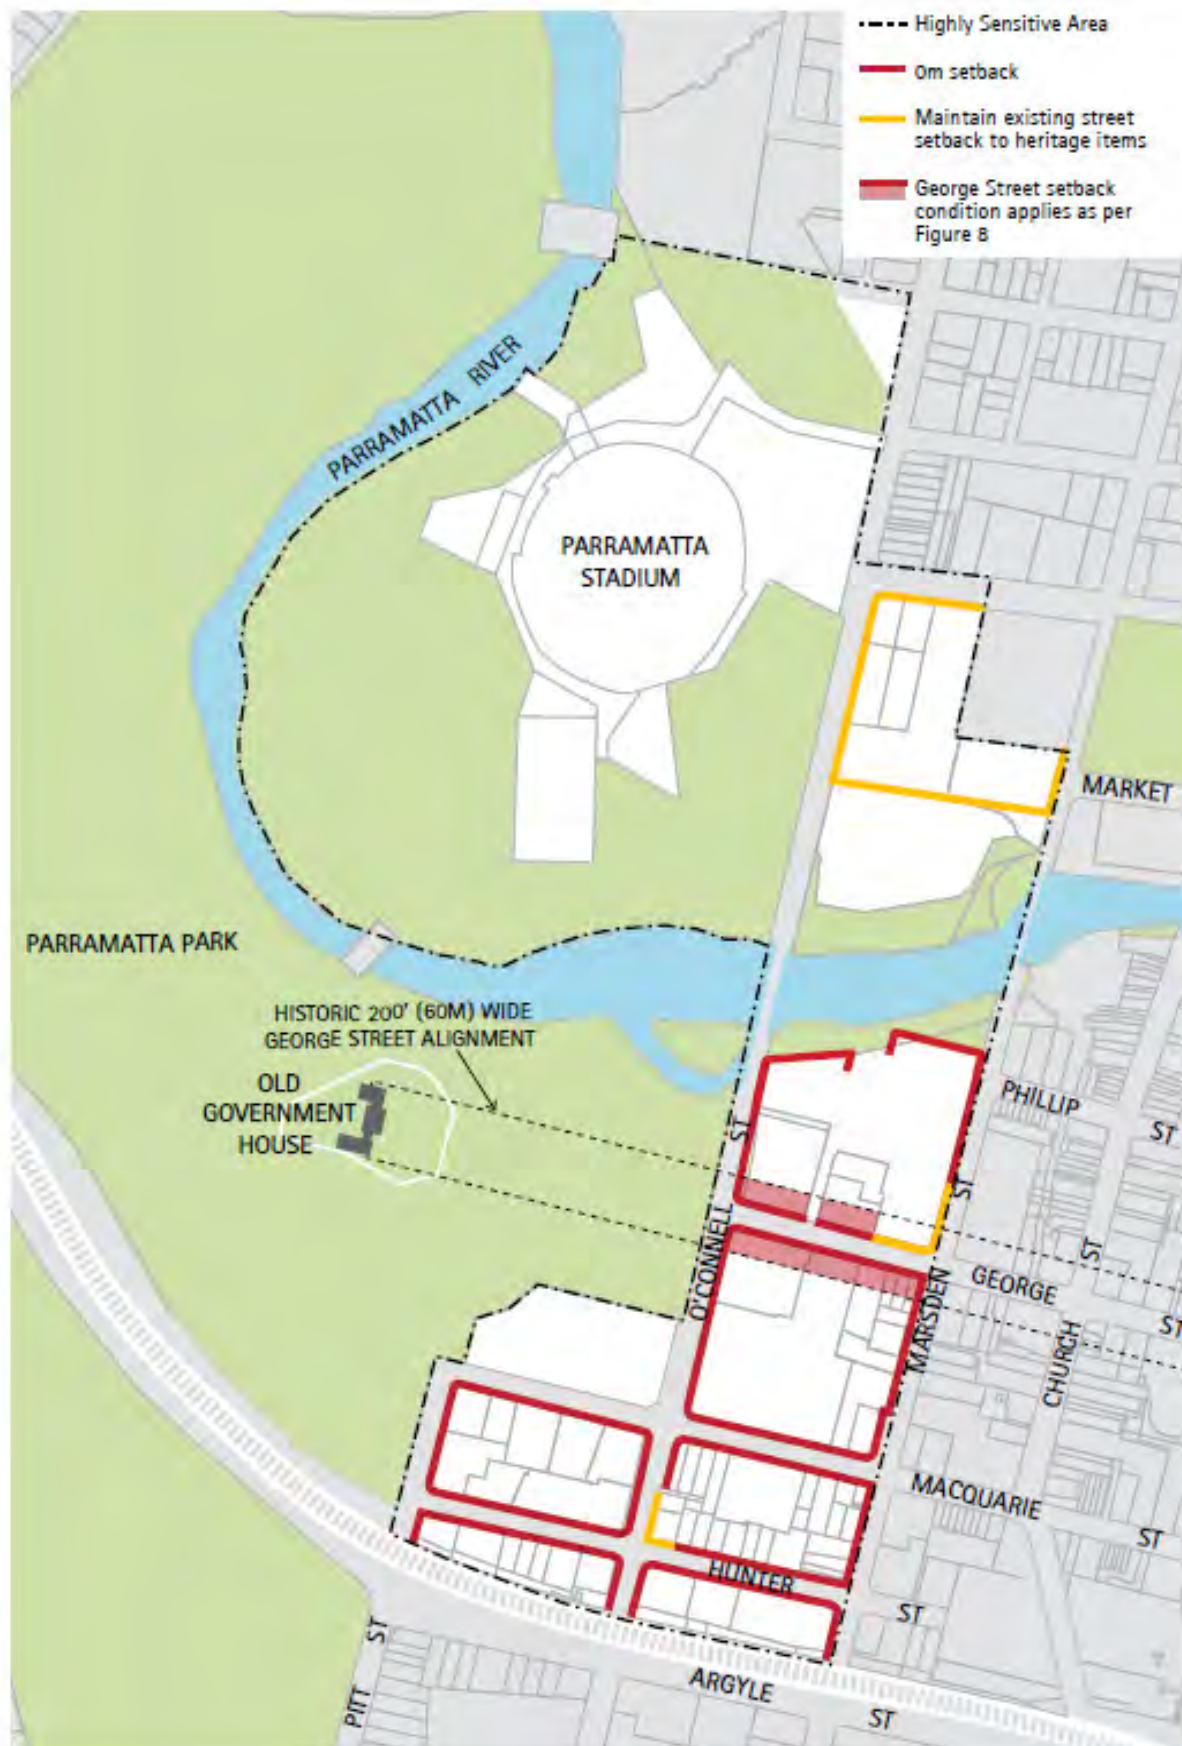 Highly Sensitive Area
0m setback
Maintain existing street
setback to heritage items
George Street setback
condition applies as per
Figure 8
PARRAMATTA RIVER
PARRAMATTA
STADIUM
MARKET
PARRAMATTA PARK
HISTORIC 200' (60M) WIDE
GEORGE STREET ALIGNMENT
OLD
GOVERNMENT
HOUSE
PHILLIP
ST
ST
ST
O'CONNELL
ST
MARSDEN
GEORGE
ST
CHURCH
MACQUARIE
ST
HUNTER
ST
ST
PITT
ARGYLE
ST